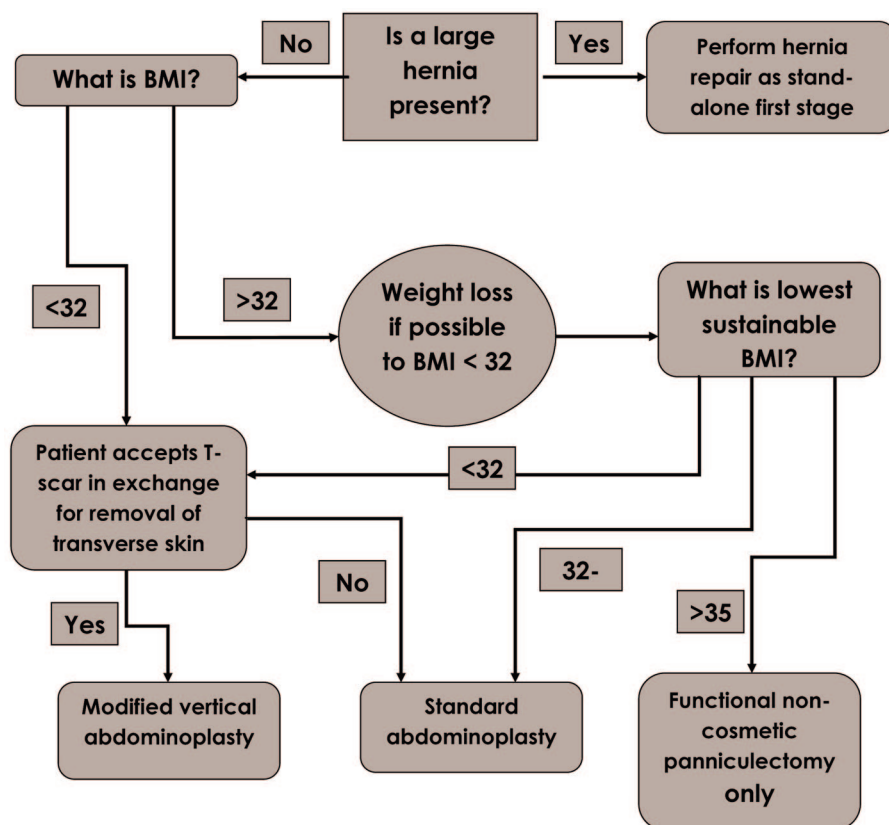 No
Is a large
hernia
present?
Yes
Perform hernia
repair as stand-
alone first stage
What is BMI?
<32
>32
Weight loss
if possible
to BMI < 32
What is lowest
sustainable
BMI?
Patient accepts T-
scar in exchange
for removal of
transverse skin
<32
No
32-
>35
Yes
Modified vertical
abdominoplasty
Standard
abdominoplasty
Functional non-
cosmetic
panniculectomy
only